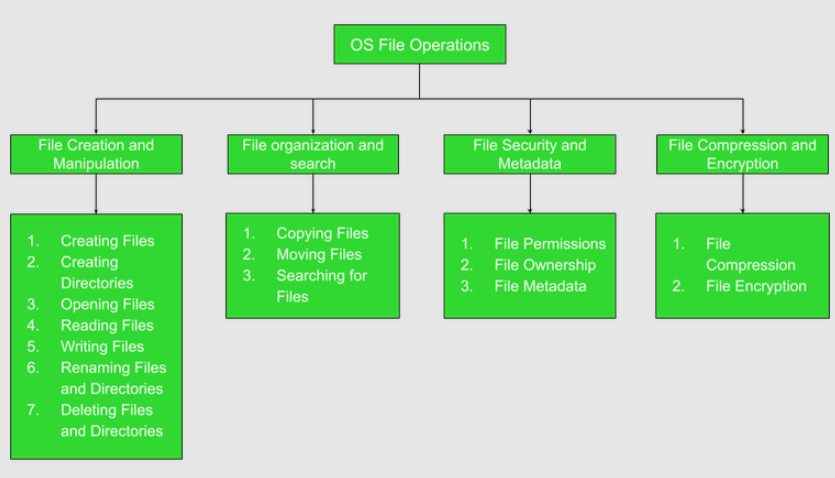 OS File Operations
File Creation and
Manipulation
File organization and
search
File Security and
Metadata
File Compression and
Encryption
1. Creating Files
2. Creating
Directories
3. Opening Files
4. Reading Files
5. Writing Files
6. Renaming Files
and Directories
7. Deleting Files
and Directories
1. Copying Files
2. Moving Files
3. Searching for
Files
1. File Permissions
2. File Ownership
3. File Metadata
1. File
Compression
2. File Encryption